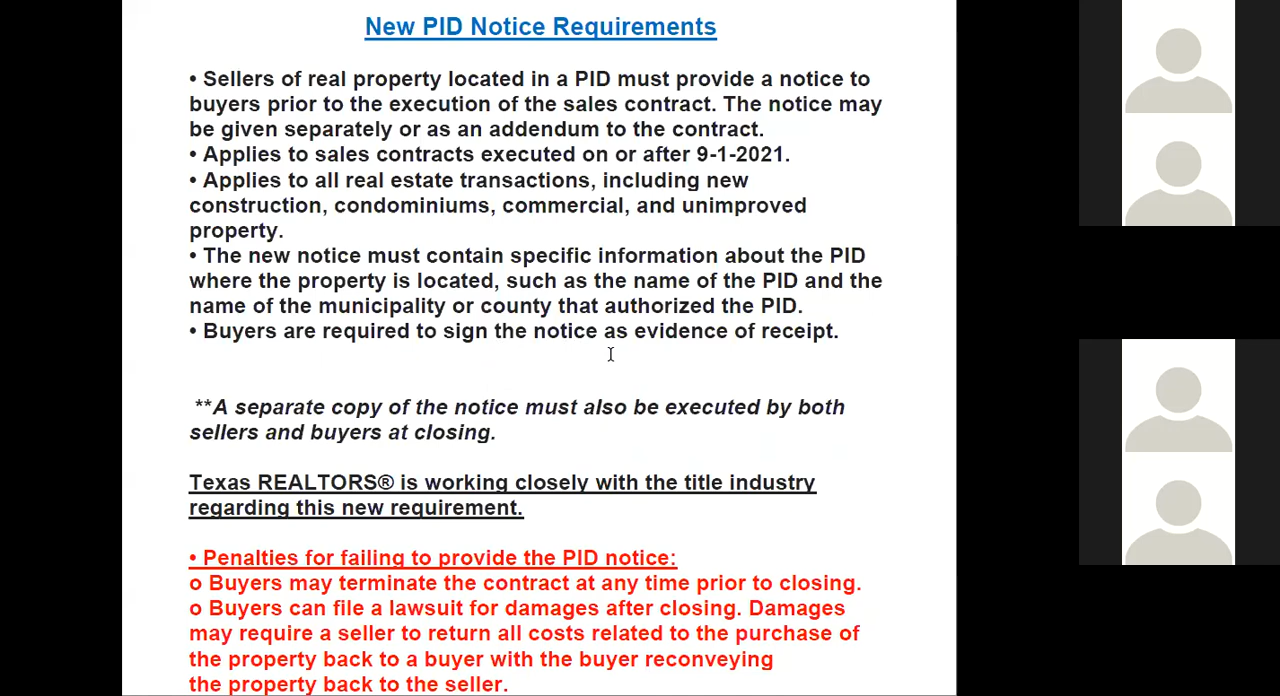 New PID Notice Requirements
• Sellers of real property located in a PID must provide a notice to
buyers prior to the execution of the sales contract. The notice may
be given separately or as an addendum to the contract.
• Applies to sales contracts executed on or after 9-1-2021.
• Applies to all real estate transactions, including new
construction, condominiums, commercial, and unimproved
property.
• The new notice must contain specific information about the PID
where the property is located, such as the name of the PID and the
name of the municipality or county that authorized the PID.
• Buyers are required to sign the notice as evidence of receipt.
**A separate copy of the notice must also be executed by both
sellers and buyers at closing.
Texas REALTORS® is working closely with the title industry
regarding this new requirement.
• Penalties for failing to provide the PID notice:
o Buyers may terminate the contract at any time prior to closing.
o Buyers can file a lawsuit for damages after closing. Damages
may require a seller to return all costs related to the purchase of
the property back to a buyer with the buyer reconveying
the property back to the seller.